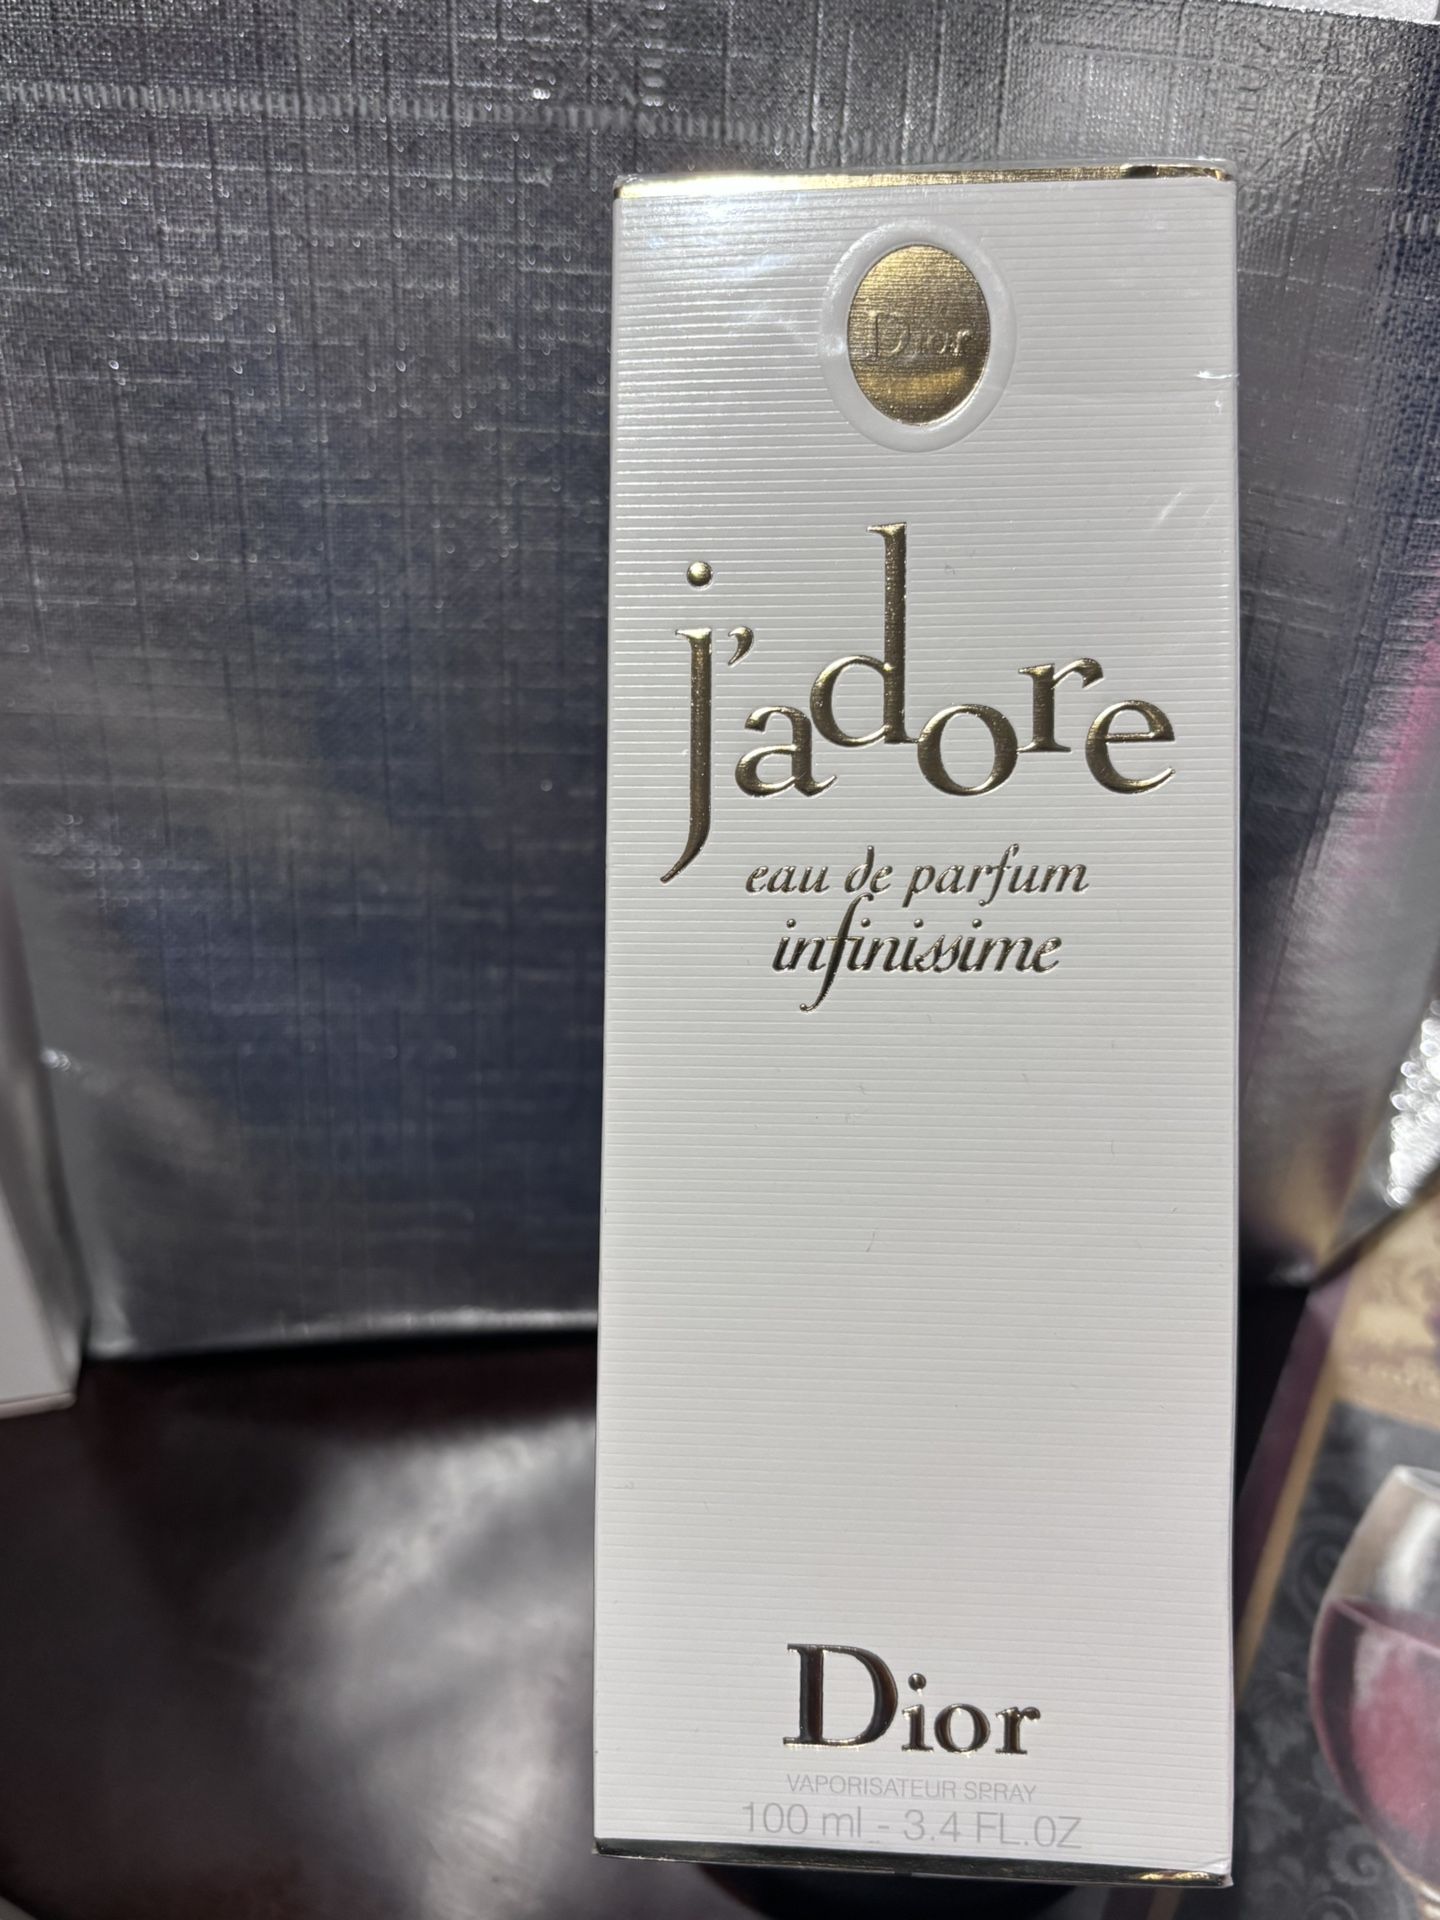 Dior
j'adore
eau de parfum
infinissime
Dior
VAPORISATEUR SPRAY
100 ml - 3.4 FL.OZ